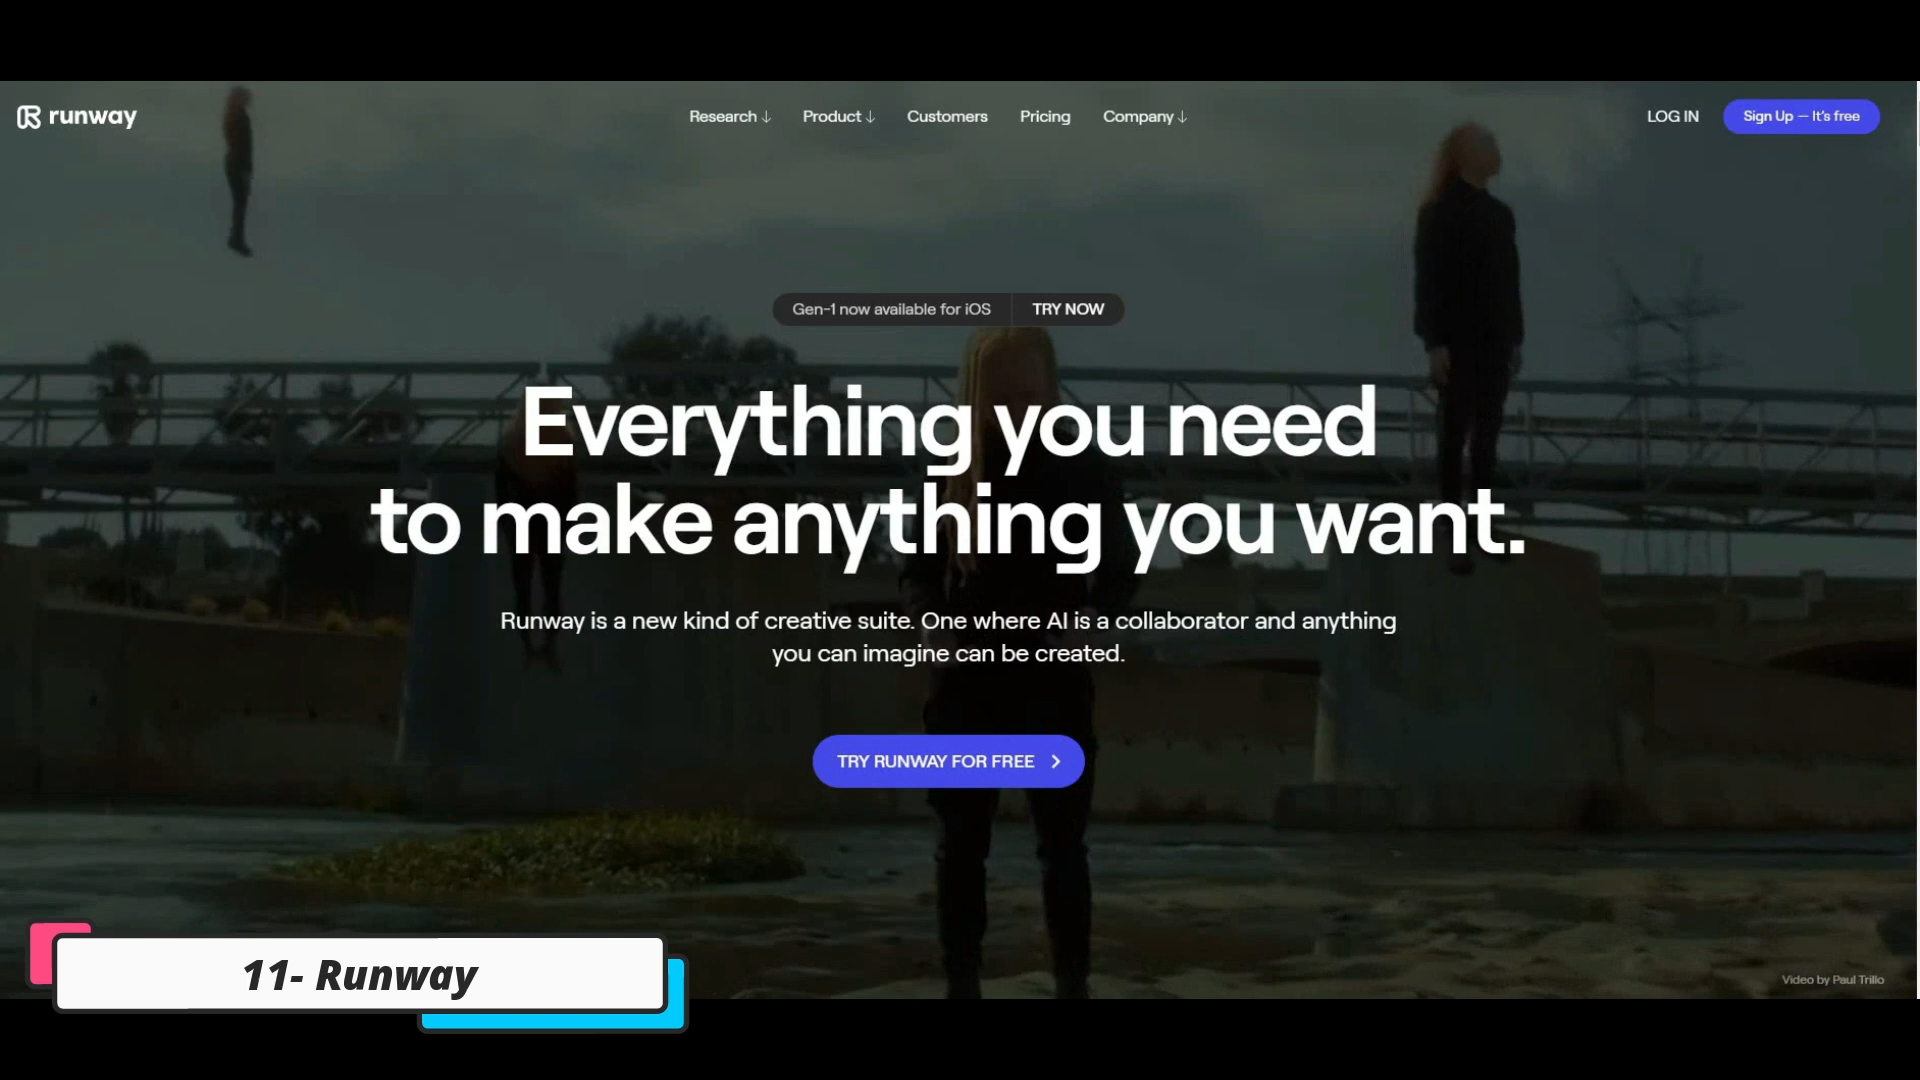 runway
Research ↓ Product ↓ Customers Pricing Company ↓ LOG IN Sign Up — It's free
Gen-1 now available for iOS TRY NOW
Everything you need
to make anything you want.
Runway is a new kind of creative suite. One where AI is a collaborator and anything
you can imagine can be created.
TRY RUNWAY FOR FREE >
Video by Paul Trillo
11- Runway